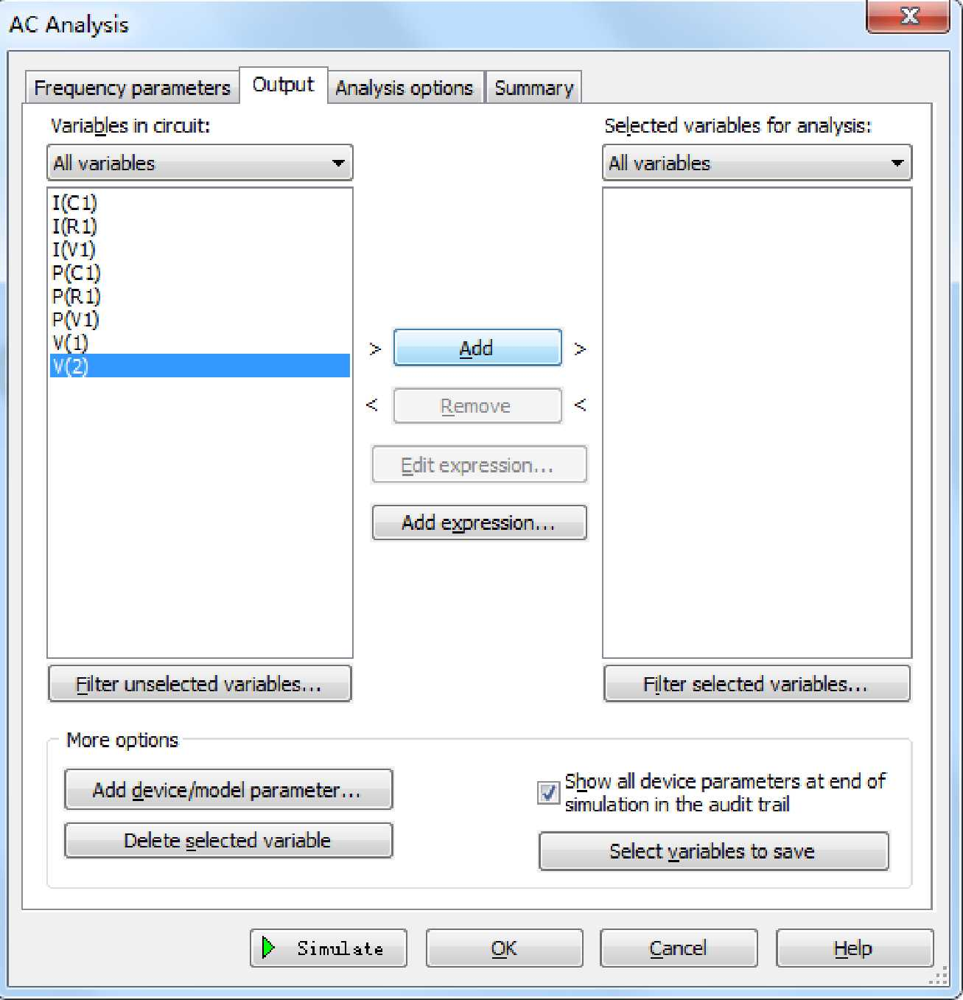 AC Analysis
Frequency parameters
Output
Analysis options
Summary
Variables in circuit:
Selected variables for analysis:
All variables
All variables
I(C1)
I(R1)
I(V1)
P(C1)
P(R1)
P(V1)
V(1)
V(2)
> Add >
< Remove <
Edit expression...
Add expression...
Filter unselected variables...
Filter selected variables...
More options
Add device/model parameter...
Delete selected variable
Show all device parameters at end of
simulation in the audit trail
Select variables to save
Simulate
OK
Cancel
Help